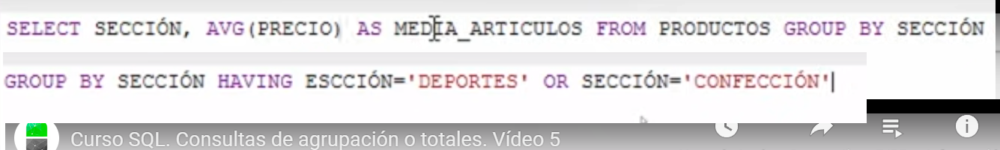 SELECT SECCIÓN, AVG(PRECIO) AS MEDIA_ARTICULOS FROM PRODUCTOS GROUP BY SECCIÓN
GROUP BY SECCIÓN HAVING ESCCIÓN='DEPORTES' OR SECCIÓN='CONFECCIÓN'
Curso SQL. Consultas de agrupación o totales. Vídeo 5